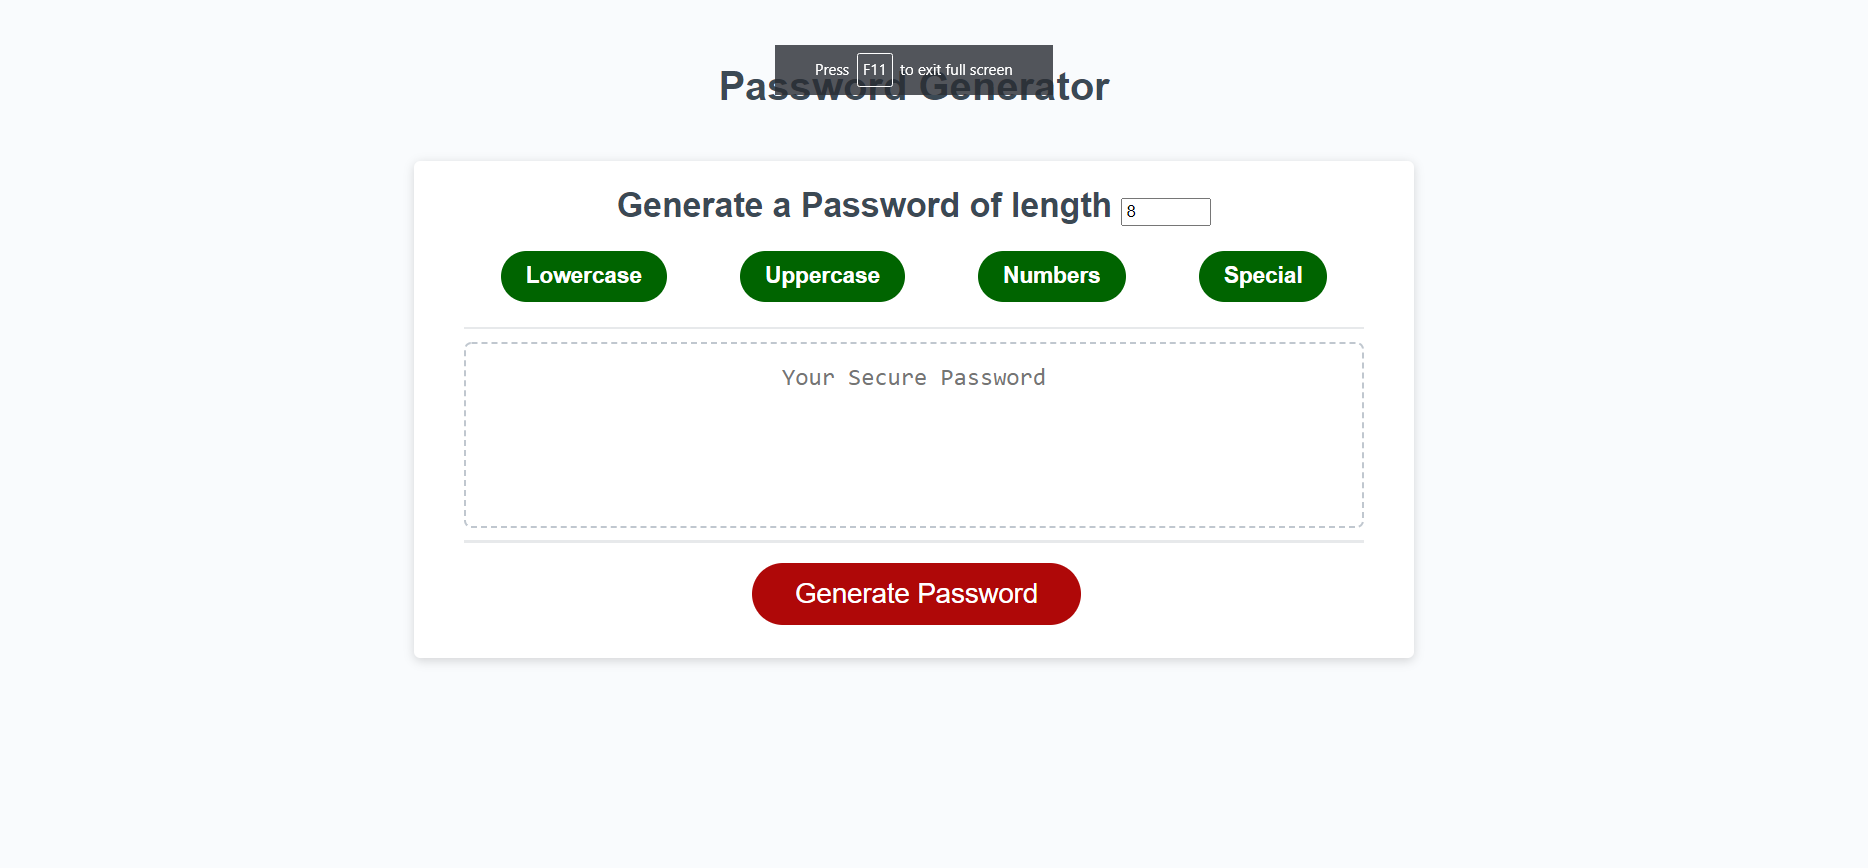 Press F11 to exit full screen
Password Generator
Generate a Password of length 8
Lowercase Uppercase Numbers Special
Your Secure Password
Generate Password